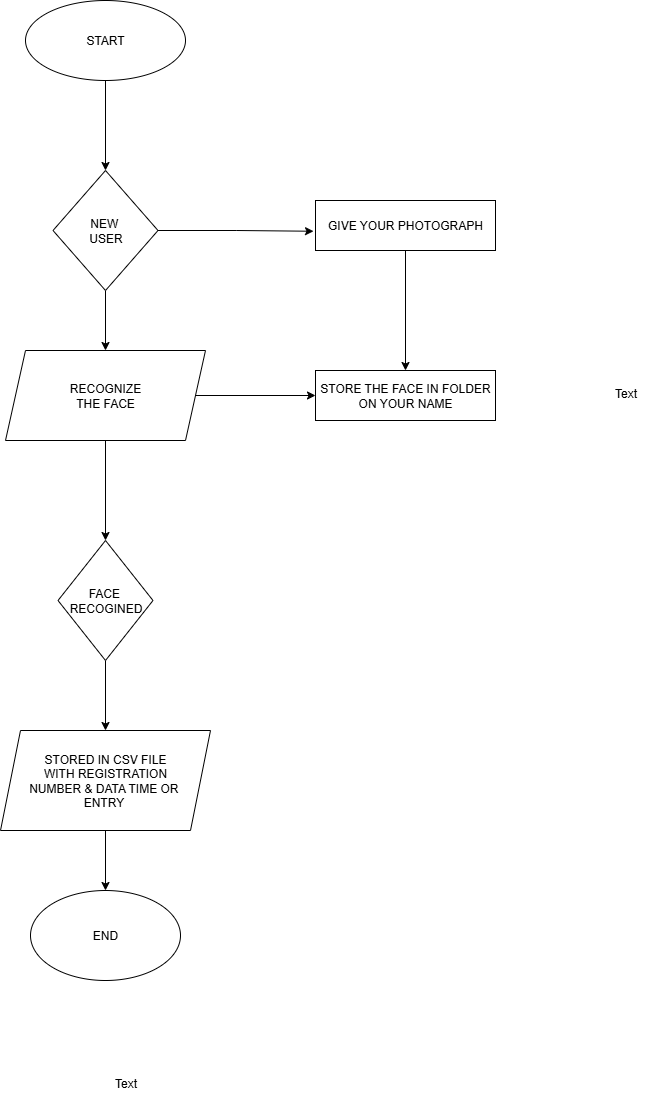 START
NEW
USER
GIVE YOUR PHOTOGRAPH
RECOGNIZE
THE FACE
STORE THE FACE IN FOLDER
ON YOUR NAME
Text
FACE
RECOGINED
STORED IN CSV FILE
WITH REGISTRATION
NUMBER & DATA TIME OR
ENTRY
END
Text